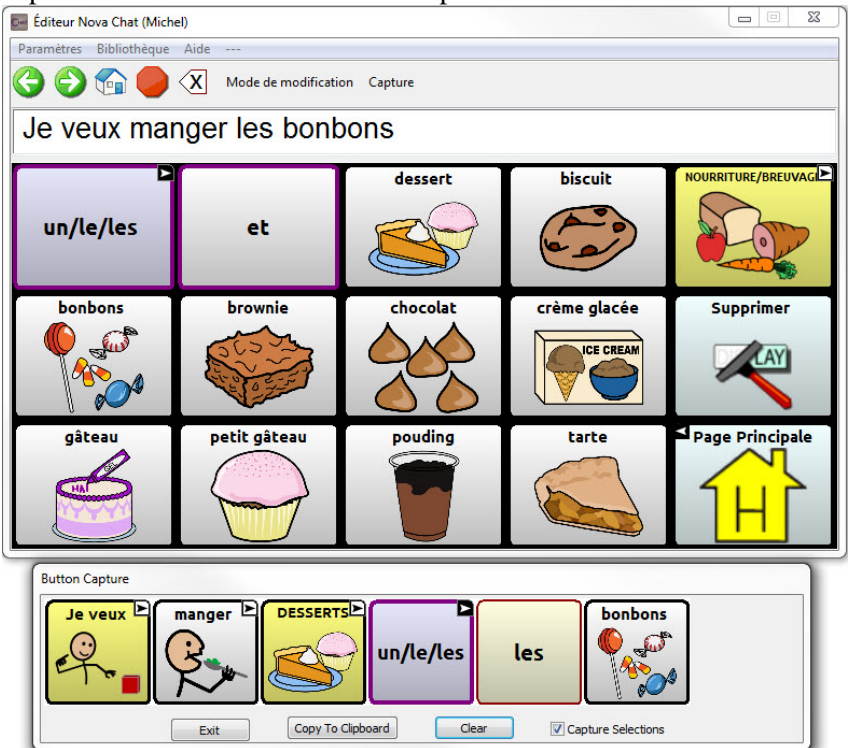 Éditeur Nova Chat (Michel)
Paramètres Bibliothèque Aide ---
X Mode de modification Capture
Je veux manger les bonbons
un/le/les et dessert biscuit NOURRITURE/BREUVAGE
bonbons brownie chocolat crème glacée Supprimer
ICE CREAM
LAY
gâteau petit gâteau pouding tarte Page Principale
GEL
HA
H
Button Capture
Je veux manger DESSERTS un/le/les les bonbons
Exit Copy To Clipboard Clear Capture Selections